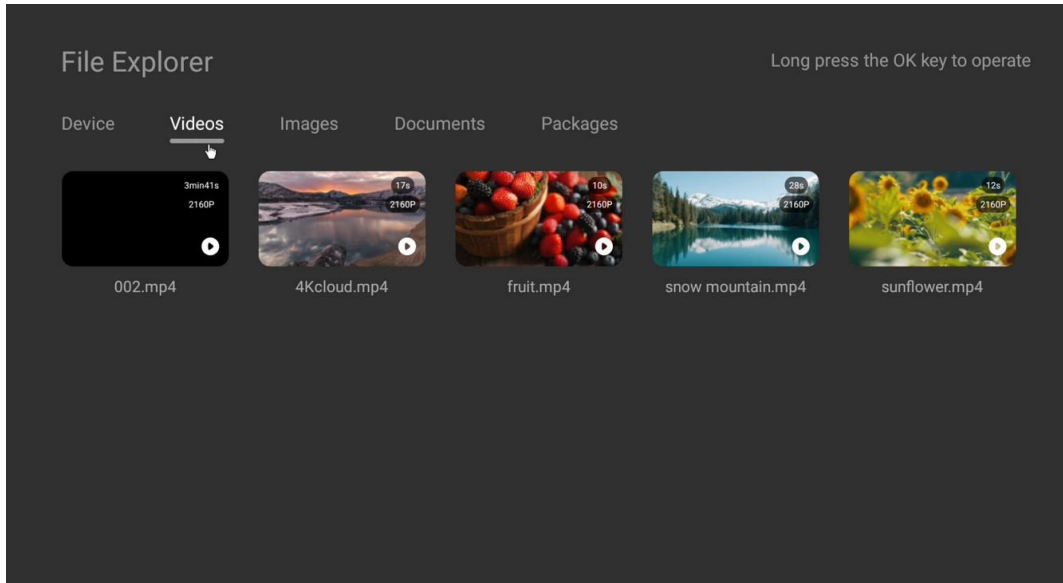 File Explorer
Long press the OK key to operate
Device Videos Images Documents Packages
3min41s 17s 10s 28s 12s
2160P 2160P 2160P 2160P 2160P
002.mp4 4Kcloud.mp4 fruit.mp4 snow mountain.mp4 sunflower.mp4